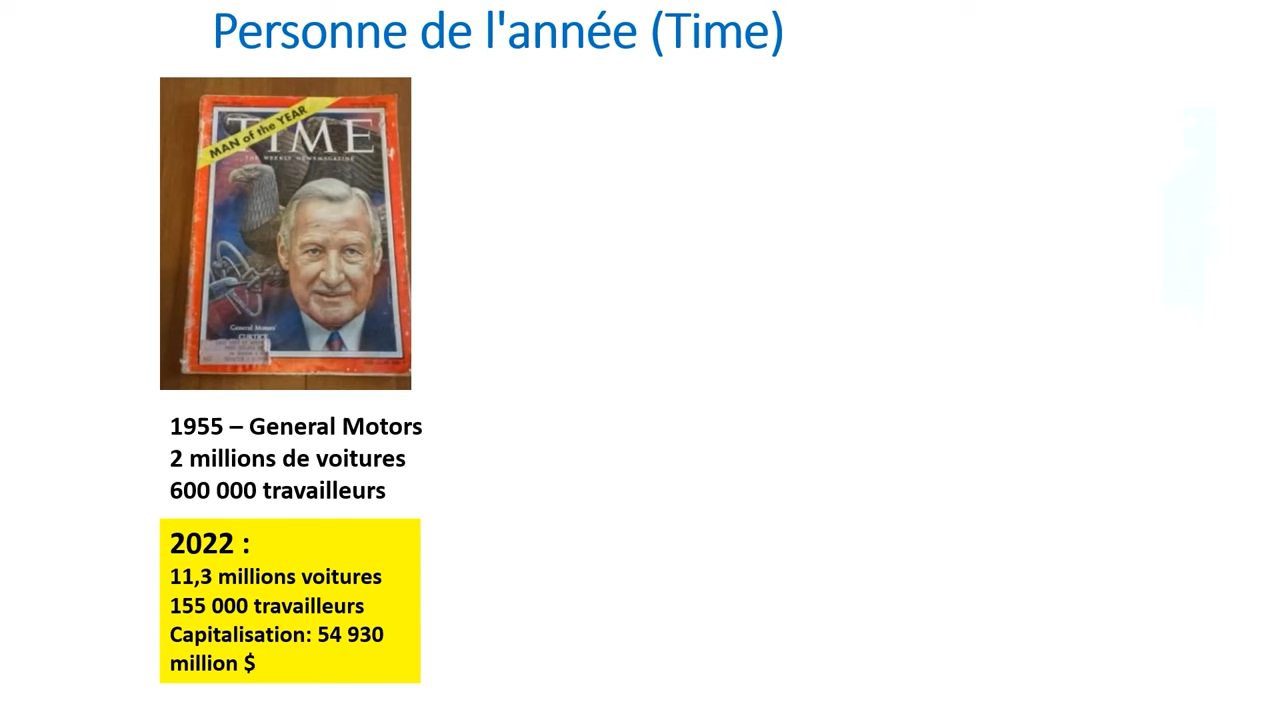 Personne de l'année (Time)
MAN of the YEAR
TIME
THE WEEKLY NEWSMAGAZINE
General Motors'
1955 – General Motors
2 millions de voitures
600 000 travailleurs
2022 :
11,3 millions voitures
155 000 travailleurs
Capitalisation: 54 930
million $